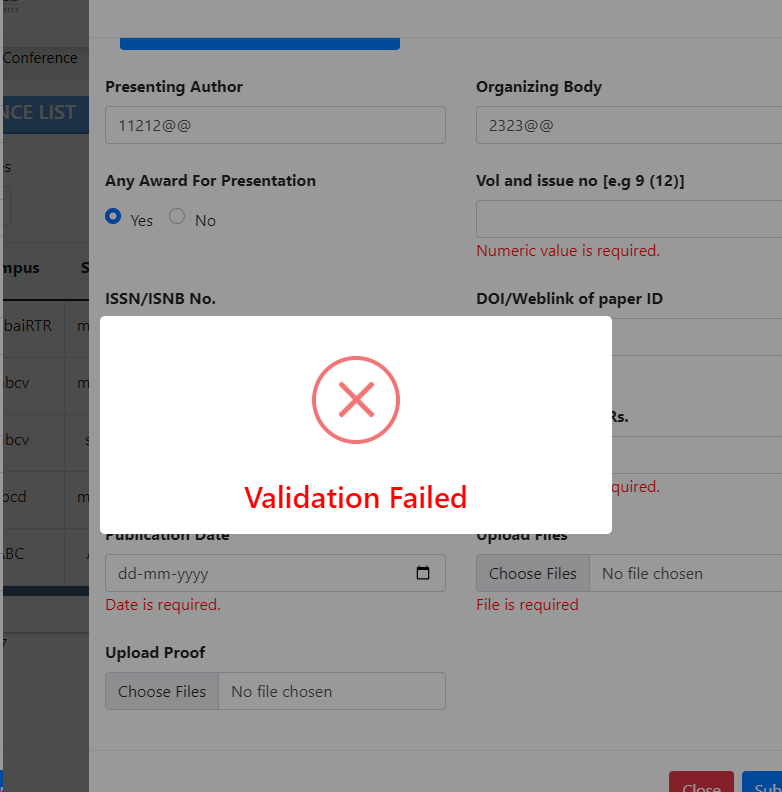 Conference
NCE LIST
Presenting Author
Organizing Body
11212@@
2323@@
Any Award For Presentation
Vol and issue no [e.g 9 (12)]
Yes No
Numeric value is required.
mpus S
ISSN/ISNB No.
DOI/Weblink of paper ID
baiRTR m
bcv m
Rs.
bcv s
quired.
Validation Failed
bcd m
Publication Date
Upload Files
BC
dd-mm-yyyy
Choose Files No file chosen
Date is required.
File is required
Upload Proof
Choose Files No file chosen
Close
Sub